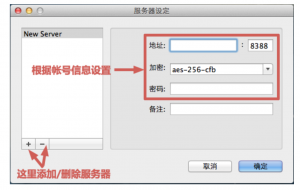 服务器设定
New Server
地址: : 8388
根据帐号信息设置
加密: aes-256-cfb
密码:
备注:
+ −
这里添加/删除服务器
取消 确定